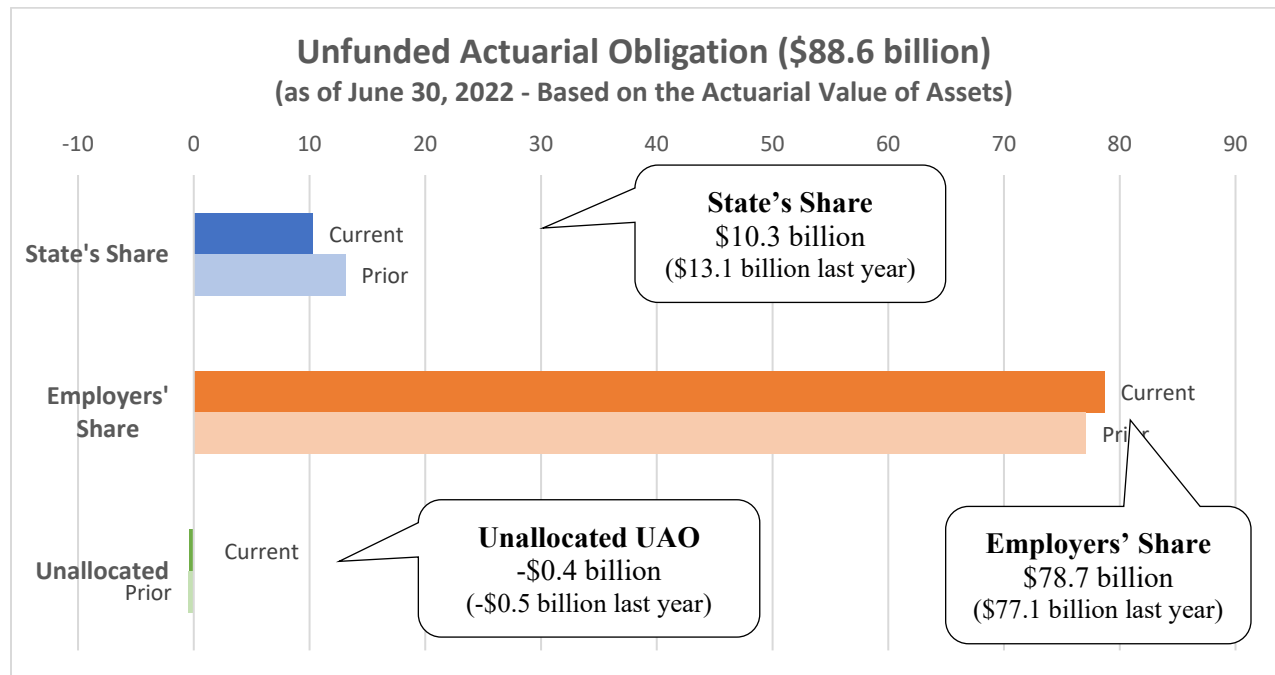 Unfunded Actuarial Obligation ($88.6 billion)
(as of June 30, 2022 - Based on the Actuarial Value of Assets)
-10 0 10 20 30 40 50 60 70 80 90
State's Share
Current
Prior
State’s Share
$10.3 billion
($13.1 billion last year)
Employers'
Share
Current
Prior
Employers’ Share
$78.7 billion
($77.1 billion last year)
Unallocated
Current
Prior
Unallocated UAO
-$0.4 billion
(-$0.5 billion last year)